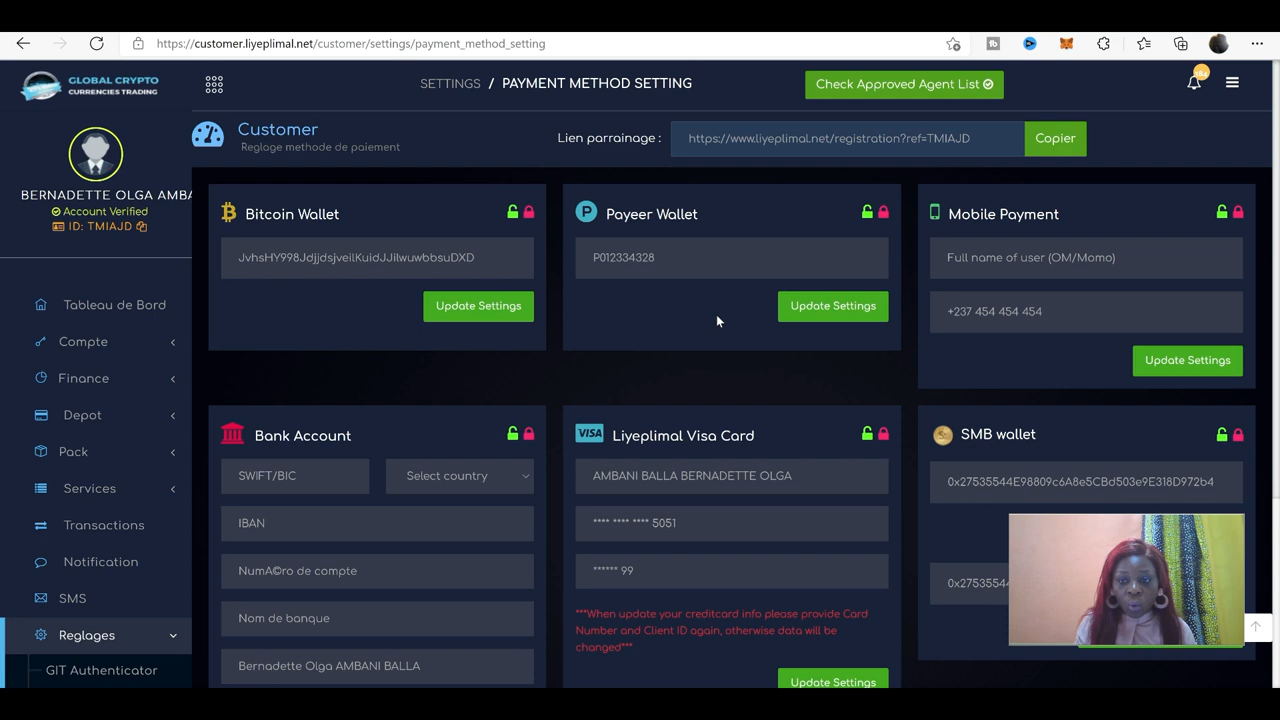 https://customer.liyeplimal.net/customer/settings/payment_method_setting
GLOBAL CRYPTO
CURRENCIES TRADING
SETTINGS / PAYMENT METHOD SETTING
Check Approved Agent List
Customer
Reglage methode de paiement
Lien parrainage :
https://www.liyeplimal.net/registration?ref=TMIAJD
Copier
BERNADETTE OLGA AMBA
Account Verified
ID: TMIAJD
Tableau de Bord
Compte
Finance
Depot
Pack
Services
Transactions
Notification
SMS
Reglages
GIT Authenticator
Bitcoin Wallet
JvhsHY998JdjjdsjveilKuidJJilwuwbbsuDXD
Update Settings
Payeer Wallet
P012334328
Update Settings
Mobile Payment
Full name of user (OM/Momo)
+237 454 454 454
Update Settings
Bank Account
SWIFT/BIC
Select country
IBAN
NumÃ©ro de compte
Nom de banque
Bernadette Olga AMBANI BALLA
VISA
Liyeplimal Visa Card
AMBANI BALLA BERNADETTE OLGA
**** **** **** 5051
****** 99
***When update your creditcard info please provide Card
Number and Client ID again, otherwise data will be
changed***
Update Settings
SMB wallet
0x27535544E98809c6A8e5CBd503e9E318D972b4
0x27535544